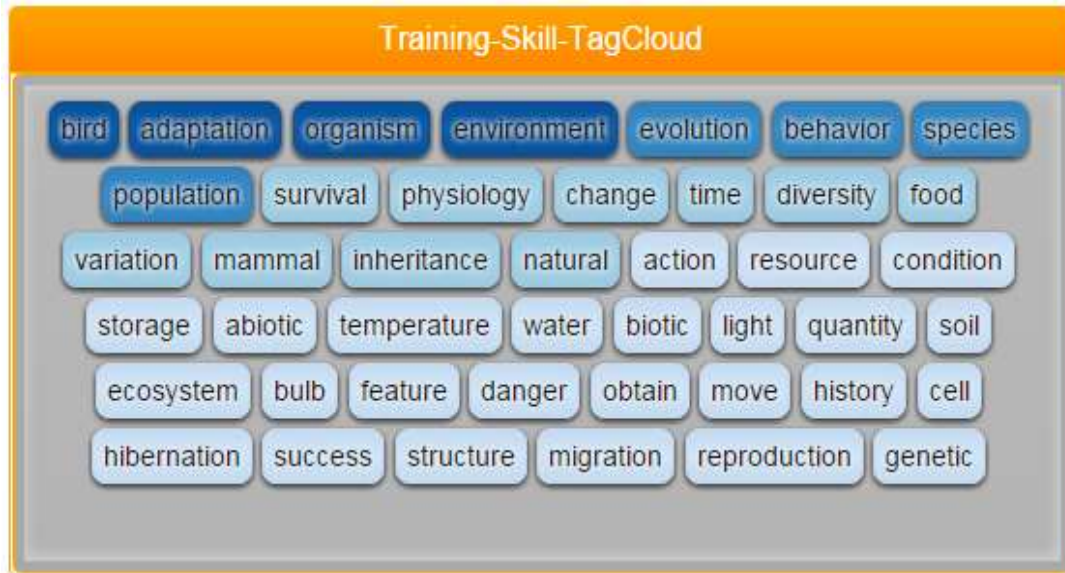 Training-Skill-TagCloud
bird adaptation organism environment evolution behavior species
population survival physiology change time diversity food
variation mammal inheritance natural action resource condition
storage abiotic temperature water biotic light quantity soil
ecosystem bulb feature danger obtain move history cell
hibernation success structure migration reproduction genetic